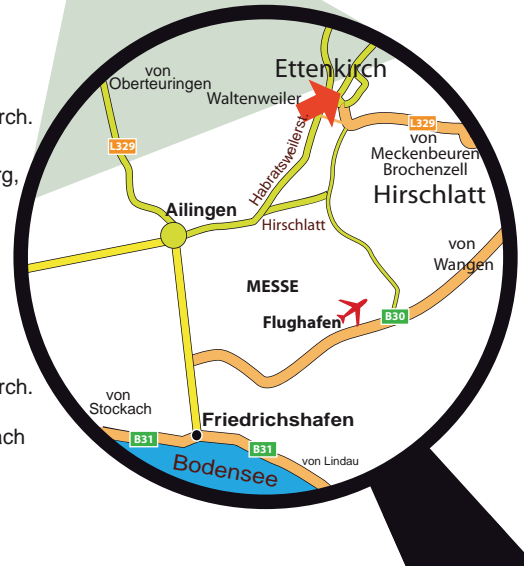 Ettenkirch
von
Oberteuringen
Waltenweiler
rch.
L329
L329
von
Meckenbeuren
Brochenzell
rg,
Habratsweilerst.
Hirschlatt
Ailingen
Hirschlatt
von
Wangen
MESSE
Flughafen
B30
rch.
von
Stockach
ach
Friedrichshafen
B31
B31
von Lindau
Bodensee